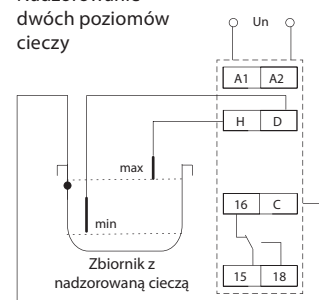 Nadzorowanie
dwóch poziomów
cieczy
Un
A1 A2
H D
max
min
16 C
Zbiornik z
nadzorowaną cieczą
15 18